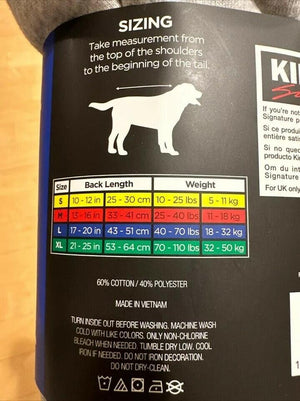 SIZING
Take measurement from
the top of the shoulders
to the beginning of the tail.
Size Back Length Weight
S 10 - 12 in 25 - 30 cm 10 - 25 lbs 5 - 11 kg
M 13 - 16 in 33 - 41 cm 25 - 40 lbs 11 - 18 kg
L 17 - 20 in 43 - 51 cm 40 - 70 lbs 18 - 32 kg
XL 21 - 25 in 53 - 64 cm 70 - 110 lbs 32 - 50 kg
60% COTTON / 40% POLYESTER
MADE IN VIETNAM
TURN INSIDE OUT BEFORE WASHING. MACHINE WASH
COLD WITH LIKE COLORS. ONLY NON-CHLORINE
BLEACH WHEN NEEDED. TUMBLE DRY LOW. COOL
IRON IF NEEDED. DO NOT IRON DECORATION.
DO NOT DRY-CLEAN.
KI
If you're not
Signature p
Si ce produi
entière satis
Si no qued
producto Ki
Om du in
Signature
For UK only
1